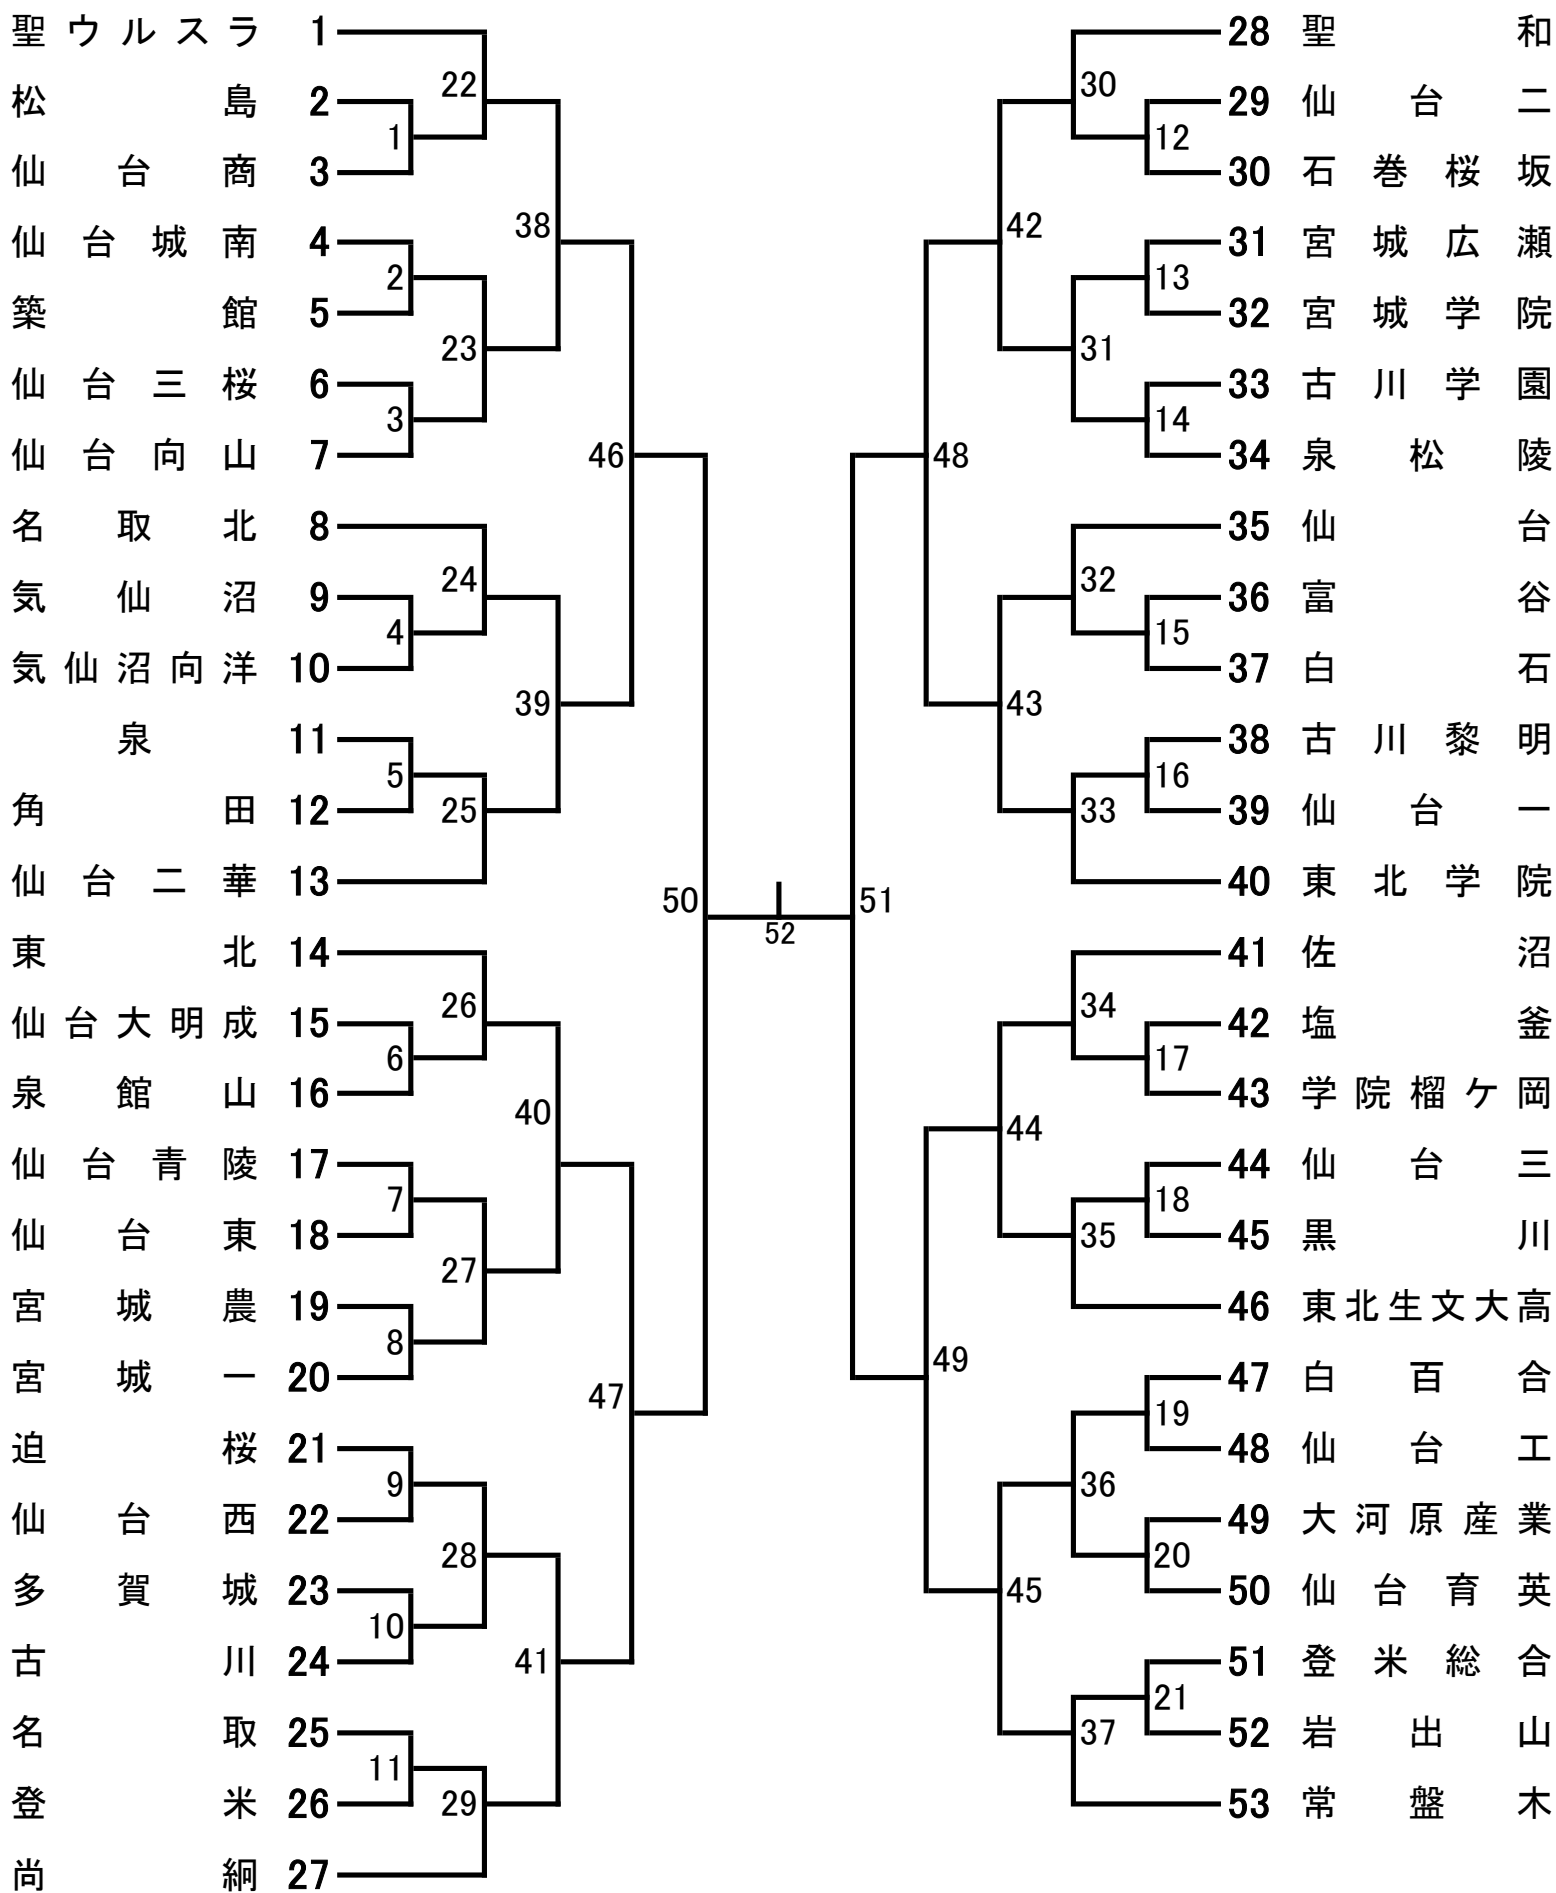 聖ウルスラ 1
22
松島 2
1
仙台商 3
38
仙台城南 4
2
築館 5
23
仙台三桜 6
3
仙台向山 7
46
名取北 8
24
気仙沼 9
4
気仙沼向洋 10
39
泉 11
5
角田 12
25
仙台二華 13
50
東北 14
26
仙台大明成 15
6
泉館山 16
40
仙台青陵 17
7
仙台東 18
27
宮城農 19
8
宮城一 20
47
迫桜 21
9
仙台西 22
28
多賀城 23
10
古川 24
41
名取 25
11
登米 26
29
尚絅 27
52
28 聖和
30
29 仙台二
12
30 石巻桜坂
42
31 宮城広瀬
13
32 宮城学院
31
33 古川学園
14
34 泉松陵
48
35 仙台
32
36 富谷
15
37 白石
43
38 古川黎明
16
39 仙台一
33
40 東北学院
51
41 佐沼
34
42 塩釜
17
43 学院榴ケ岡
44
44 仙台三
18
45 黒川
35
46 東北生文大高
49
47 白百合
19
48 仙台工
36
49 大河原産業
20
50 仙台育英
45
51 登米総合
21
52 岩出山
37
53 常盤木